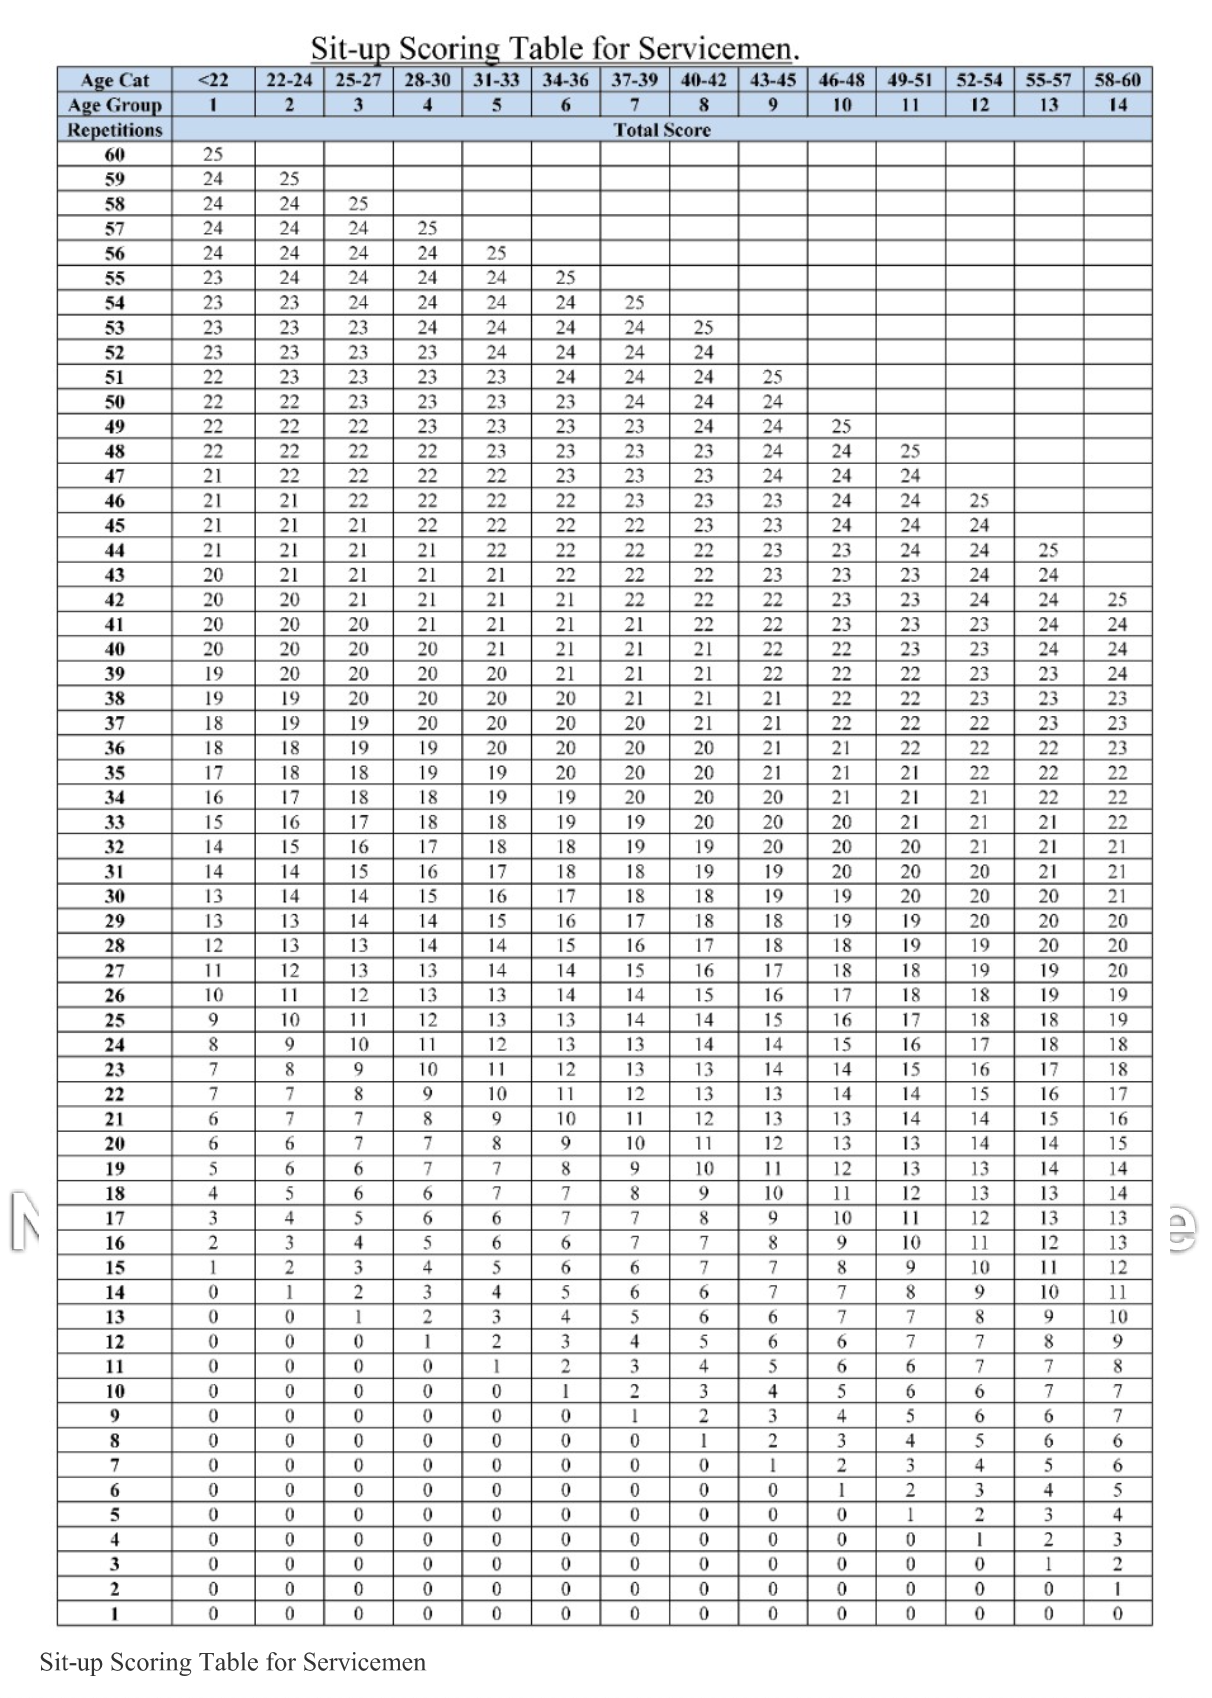 Sit-up Scoring Table for Servicemen.
Age Cat <22 22-24 25-27 28-30 31-33 34-36 37-39 40-42 43-45 46-48 49-51 52-54 55-57 58-60
Age Group 1 2 3 4 5 6 7 8 9 10 11 12 13 14
Repetitions Total Score
60 25
59 24 25
58 24 24 25
57 24 24 24 25
56 24 24 24 24 25
55 23 24 24 24 24 25
54 23 23 24 24 24 24 25
53 23 23 23 24 24 24 24 25
52 23 23 23 23 24 24 24 24
51 22 23 23 23 23 24 24 24 25
50 22 22 23 23 23 23 24 24 24
49 22 22 22 23 23 23 23 24 24 25
48 22 22 22 22 23 23 23 23 24 24 25
47 21 22 22 22 22 23 23 23 24 24 24
46 21 21 22 22 22 22 23 23 23 24 24 25
45 21 21 21 22 22 22 22 23 23 24 24 24
44 21 21 21 21 22 22 22 22 23 23 24 24 25
43 20 21 21 21 21 22 22 22 23 23 23 24 24
42 20 20 21 21 21 21 22 22 22 23 23 24 24 25
41 20 20 20 21 21 21 21 22 22 23 23 23 24 24
40 20 20 20 20 21 21 21 21 22 22 23 23 24 24
39 19 20 20 20 20 21 21 21 22 22 22 23 23 24
38 19 19 20 20 20 20 21 21 21 22 22 23 23 23
37 18 19 19 20 20 20 20 21 21 22 22 22 23 23
36 18 18 19 19 20 20 20 20 21 21 22 22 22 23
35 17 18 18 19 19 20 20 20 21 21 21 22 22 22
34 16 17 18 18 19 19 20 20 20 21 21 21 22 22
33 15 16 17 18 18 19 19 20 20 20 21 21 21 22
32 14 15 16 17 18 18 19 19 20 20 20 21 21 21
31 14 14 15 16 17 18 18 19 19 20 20 20 21 21
30 13 14 14 15 16 17 18 18 19 19 20 20 20 21
29 13 13 14 14 15 16 17 18 18 19 19 20 20 20
28 12 13 13 14 14 15 16 17 18 18 19 19 20 20
27 11 12 13 13 14 14 15 16 17 18 18 19 19 20
26 10 11 12 13 13 14 14 15 16 17 18 18 19 19
25 9 10 11 12 13 13 14 14 15 16 17 18 18 19
24 8 9 10 11 12 13 13 14 14 15 16 17 18 18
23 7 8 9 10 11 12 13 13 14 14 15 16 17 18
22 7 7 8 9 10 11 12 13 13 14 14 15 16 17
21 6 7 7 8 9 10 11 12 13 13 14 14 15 16
20 6 6 7 7 8 9 10 11 12 13 13 14 14 15
19 5 6 6 7 7 8 9 10 11 12 13 13 14 14
18 4 5 6 6 7 7 8 9 10 11 12 13 13 14
17 3 4 5 6 6 7 7 8 9 10 11 12 13 13
16 2 3 4 5 6 6 7 7 8 9 10 11 12 13
15 1 2 3 4 5 6 6 7 7 8 9 10 11 12
14 0 1 2 3 4 5 6 6 7 7 8 9 10 11
13 0 0 1 2 3 4 5 6 6 7 7 8 9 10
12 0 0 0 1 2 3 4 5 6 6 7 7 8 9
11 0 0 0 0 1 2 3 4 5 6 6 7 7 8
10 0 0 0 0 0 1 2 3 4 5 6 6 7 7
9 0 0 0 0 0 0 1 2 3 4 5 6 6 7
8 0 0 0 0 0 0 0 1 2 3 4 5 6 6
7 0 0 0 0 0 0 0 0 1 2 3 4 5 6
6 0 0 0 0 0 0 0 0 0 1 2 3 4 5
5 0 0 0 0 0 0 0 0 0 0 1 2 3 4
4 0 0 0 0 0 0 0 0 0 0 0 1 2 3
3 0 0 0 0 0 0 0 0 0 0 0 0 1 2
2 0 0 0 0 0 0 0 0 0 0 0 0 0 1
1 0 0 0 0 0 0 0 0 0 0 0 0 0 0
Sit-up Scoring Table for Servicemen